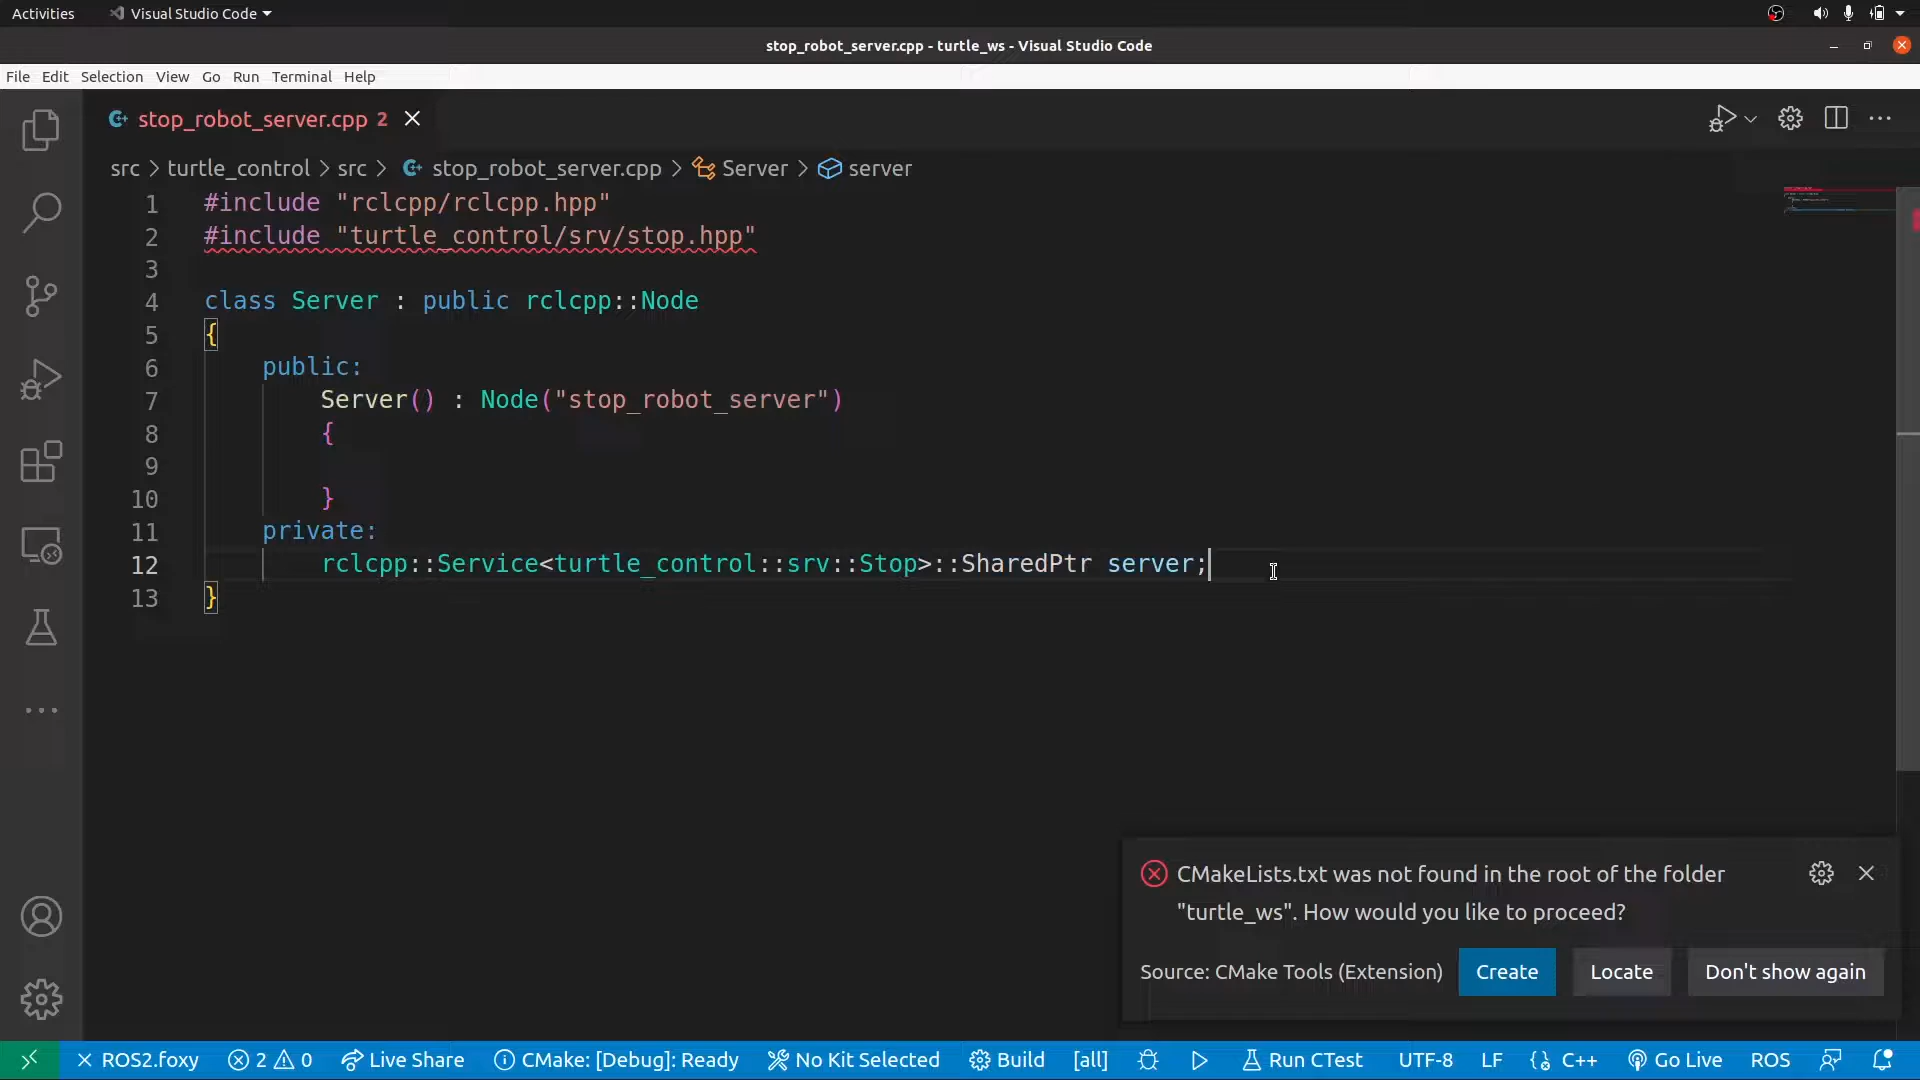 Activities Visual Studio Code
stop_robot_server.cpp - turtle_ws - Visual Studio Code
File Edit Selection View Go Run Terminal Help
stop_robot_server.cpp 2
src > turtle_control > src > stop_robot_server.cpp > Server > server
1 #include "rclcpp/rclcpp.hpp"
2 #include "turtle_control/srv/stop.hpp"
3
4 class Server : public rclcpp::Node
5 {
6 public:
7 Server() : Node("stop_robot_server")
8 {
9
10 }
11 private:
12 rclcpp::Service<turtle_control::srv::Stop>::SharedPtr server;
13 }
CMakeLists.txt was not found in the root of the folder
"turtle_ws". How would you like to proceed?
Source: CMake Tools (Extension) Create Locate Don't show again
ROS2.foxy 2 0 Live Share CMake: [Debug]: Ready No Kit Selected Build [all] Run CTest UTF-8 LF C++ Go Live ROS